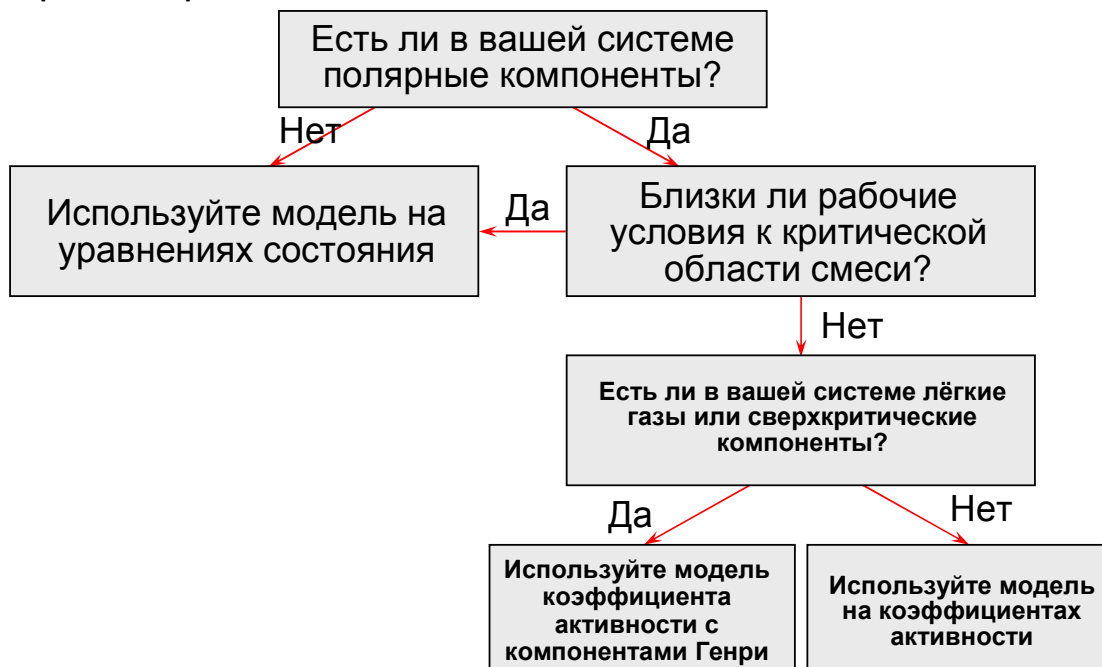 Есть ли в вашей системе
полярные компоненты?
Нет
Да
Используйте модель на
уравнениях состояния
Да
Близки ли рабочие
условия к критической
области смеси?
Нет
Есть ли в вашей системе лёгкие
газы или сверхкритические
компоненты?
Да
Нет
Используйте модель
коэффициента
активности с
компонентами Генри
Используйте модель
на коэффициентах
активности